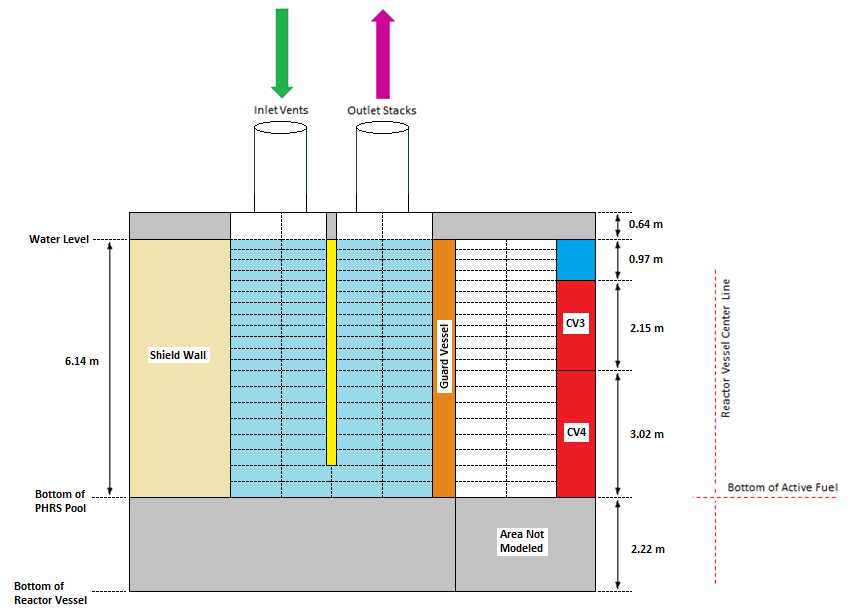 Inlet Vents
Outlet Stacks
0.64 m
Water Level
0.97 m
CV3
2.15 m
Shield Wall
Guard Vessel
6.14 m
Reactor Vessel Center Line
CV4
3.02 m
Bottom of Active Fuel
Bottom of
PHRS Pool
Area Not
Modeled
2.22 m
Bottom of
Reactor Vessel